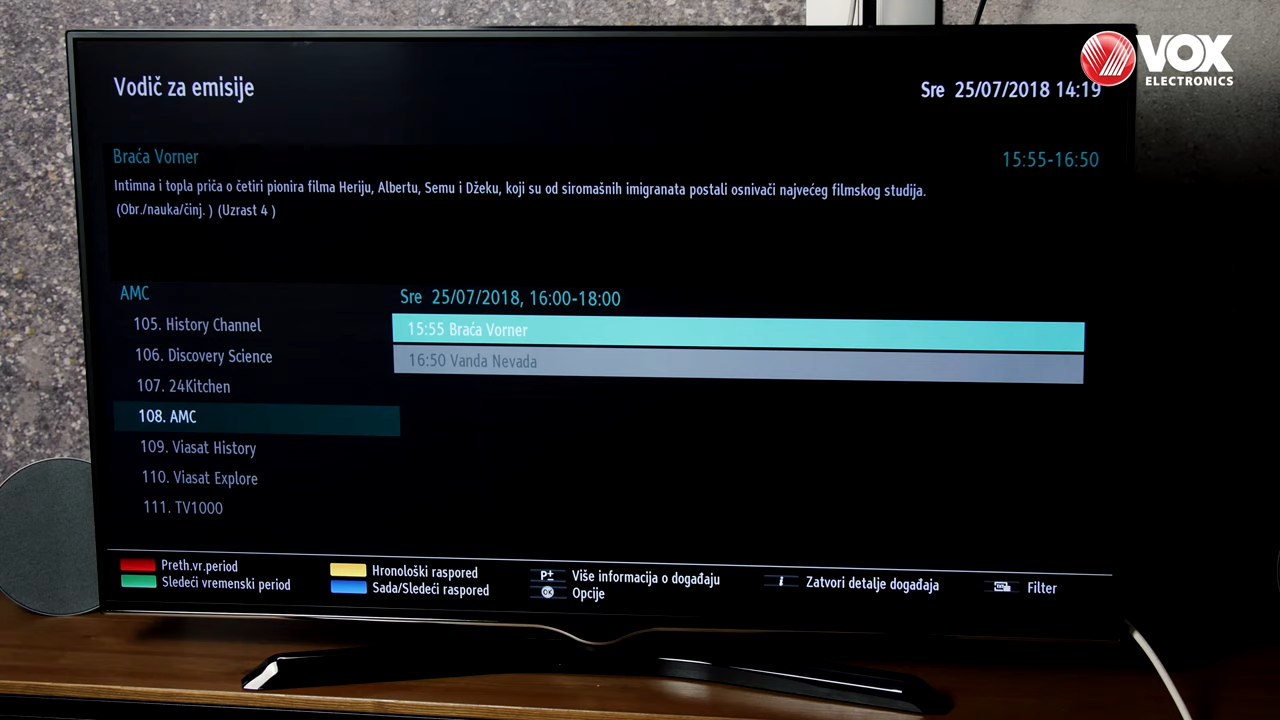 VOX
ELECTRONICS
Vodič za emisije
Sre 25/07/2018 14:19
Braća Vorner
15:55-16:50
Intimna i topla priča o četiri pionira filma Heriju, Albertu, Semu i Džeku, koji su od siromašnih imigranata postali osnivači najvećeg filmskog studija.
(Obr./nauka/činj. ) (Uzrast 4 )
AMC
Sre 25/07/2018, 16:00-18:00
105. History Channel
15:55 Braća Vorner
106. Discovery Science
16:50 Vanda Nevada
107. 24Kitchen
108. AMC
109. Viasat History
110. Viasat Explore
111. TV1000
Preth.vr.period
Sledeći vremenski period
Hronološki raspored
Sada/Sledeći raspored
P± Više informacija o događaju
OK Opcije
i Zatvori detalje događaja
Filter